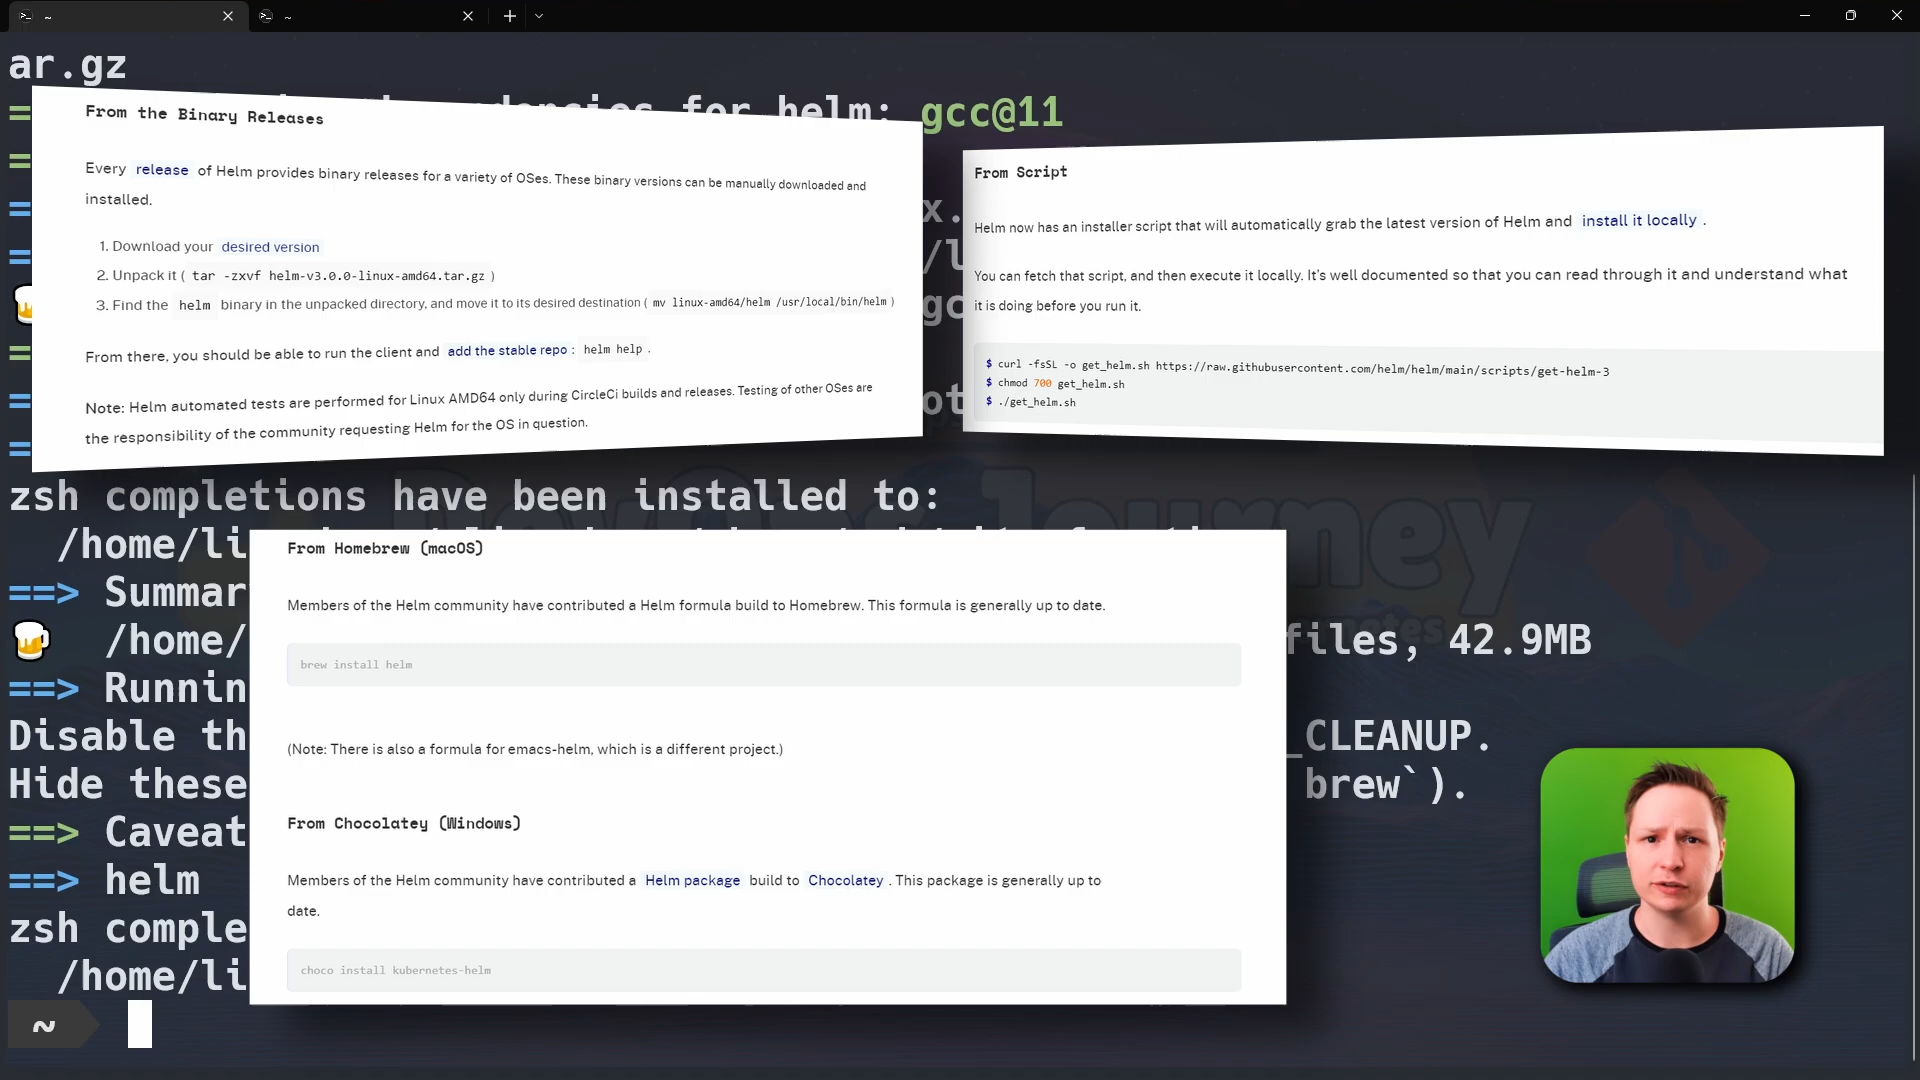 ~
~
ar.gz
for helm: gcc@11
From the Binary Releases
Every release of Helm provides binary releases for a variety of OSes. These binary versions can be manually downloaded and
installed.
1. Download your desired version
2. Unpack it ( tar -zxvf helm-v3.0.0-linux-amd64.tar.gz )
3. Find the helm binary in the unpacked directory, and move it to its desired destination ( mv linux-amd64/helm /usr/local/bin/helm )
From there, you should be able to run the client and add the stable repo : helm help .
Note: Helm automated tests are performed for Linux AMD64 only during CircleCi builds and releases. Testing of other OSes are
the responsibility of the community requesting Helm for the OS in question.
From Script
Helm now has an installer script that will automatically grab the latest version of Helm and install it locally .
You can fetch that script, and then execute it locally. It's well documented so that you can read through it and understand what
it is doing before you run it.
$ curl -fsSL -o get_helm.sh https://raw.githubusercontent.com/helm/helm/main/scripts/get-helm-3
$ chmod 700 get_helm.sh
$ ./get_helm.sh
zsh completions have been installed to:
/home/li
==> Summar
/home/ files, 42.9MB
==> Runnin
Disable th _CLEANUP.
Hide these brew`).
==> Caveat
==> helm
zsh comple
/home/li
~
From Homebrew (macOS)
Members of the Helm community have contributed a Helm formula build to Homebrew. This formula is generally up to date.
brew install helm
(Note: There is also a formula for emacs-helm, which is a different project.)
From Chocolatey (Windows)
Members of the Helm community have contributed a Helm package build to Chocolatey . This package is generally up to
date.
choco install kubernetes-helm